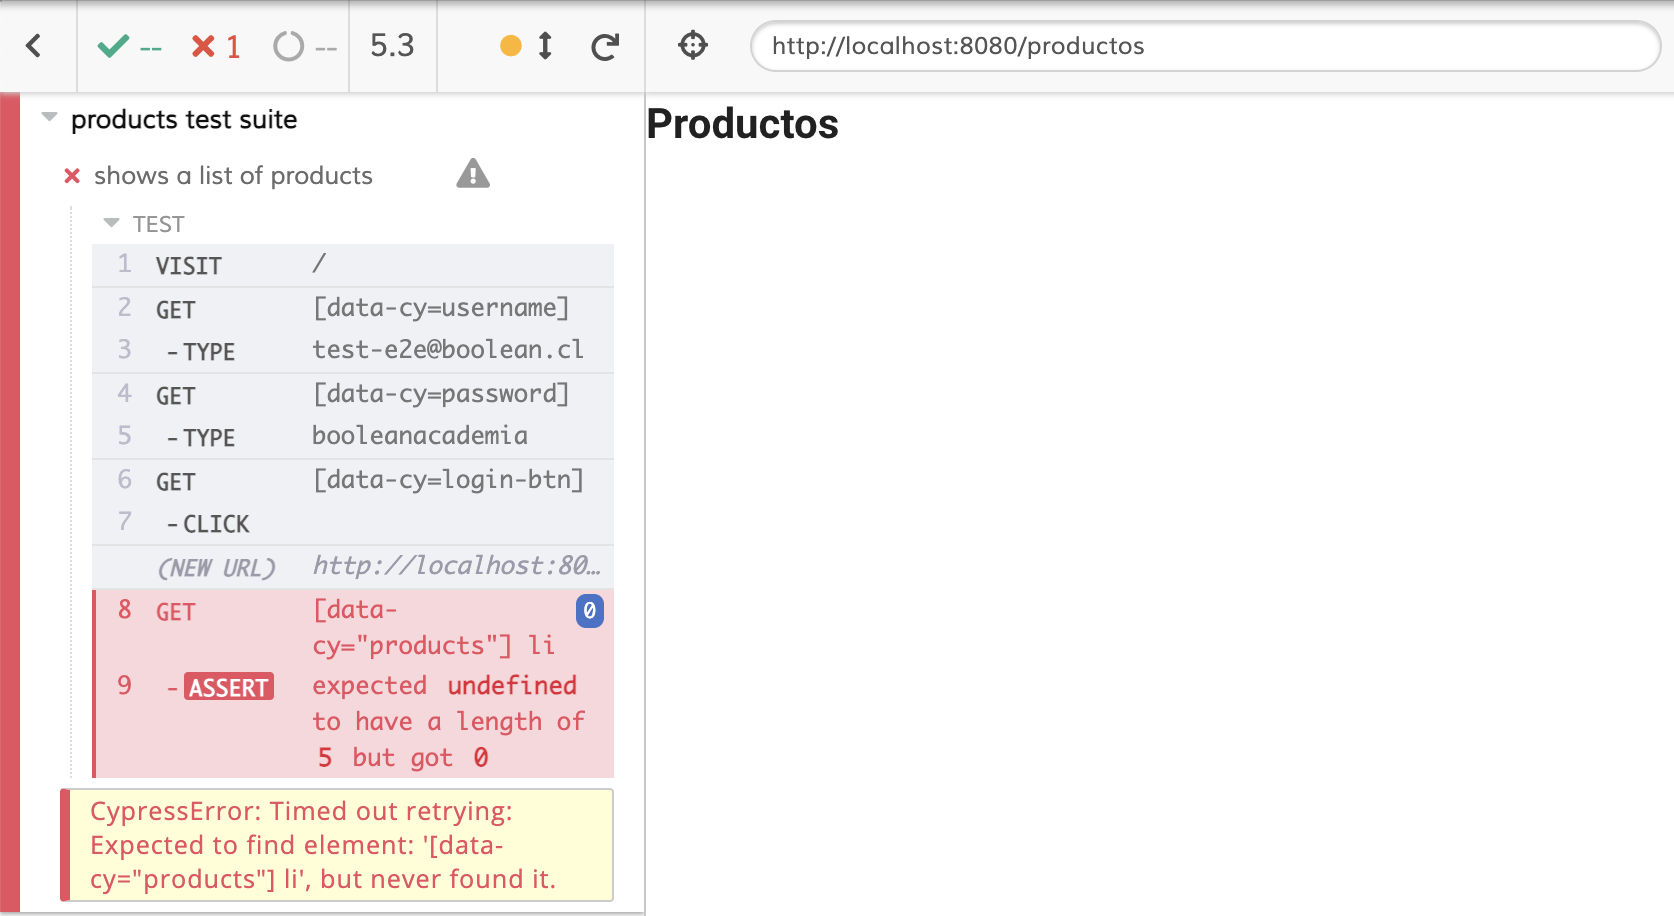 -- 1 -- 5.3 http://localhost:8080/productos
products test suite
shows a list of products
TEST
1 VISIT /
2 GET [data-cy=username]
3 -TYPE test-e2e@boolean.cl
4 GET [data-cy=password]
5 -TYPE booleanacademia
6 GET [data-cy=login-btn]
7 -CLICK
(NEW URL) http://localhost:80…
8 GET [data- 0
cy="products"] li
9 -ASSERT expected undefined
to have a length of
5 but got 0
CypressError: Timed out retrying:
Expected to find element: '[data-
cy="products"] li', but never found it.
Productos